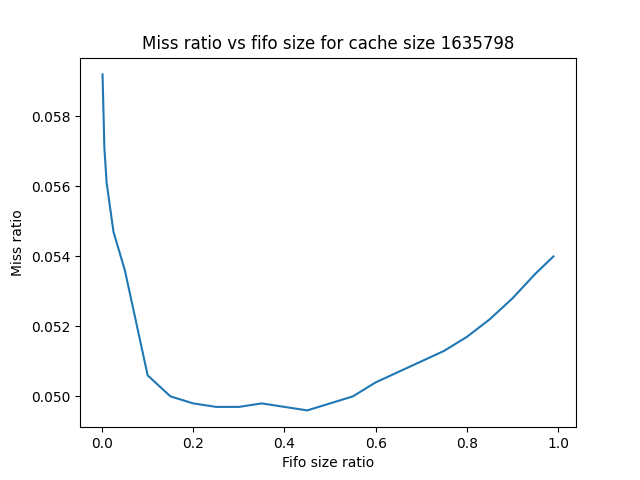 Miss ratio vs fifo size for cache size 1635798
Miss ratio
0.058
0.056
0.054
0.052
0.050
0.0 0.2 0.4 0.6 0.8 1.0
Fifo size ratio